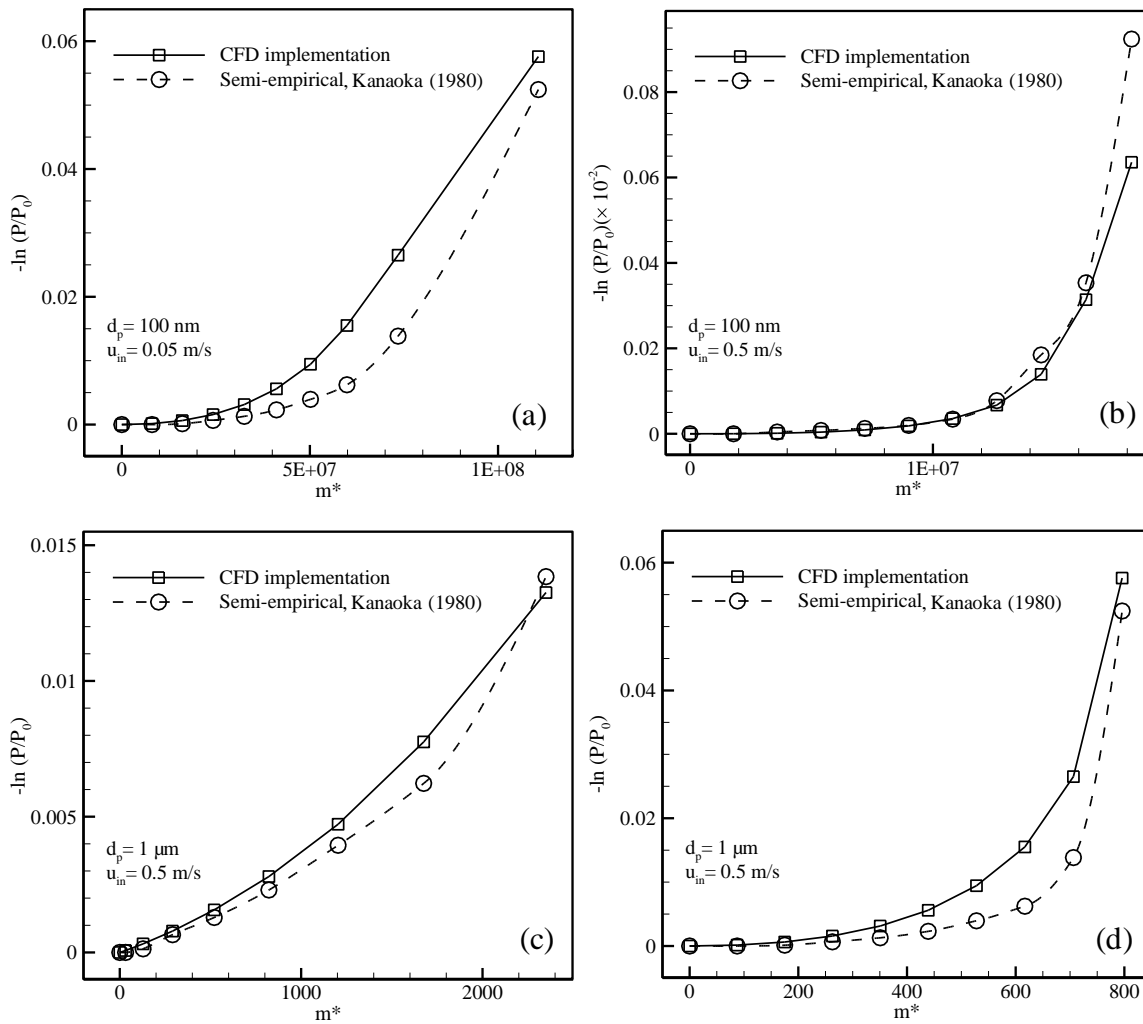 (a)
CFD implementation
Semi-empirical, Kanaoka (1980)
0.06
0.04
0.02
0
-ln (P/P0)
dp= 100 nm
uin= 0.05 m/s
0
5E+07
1E+08
m*
(b)
CFD implementation
Semi-empirical, Kanaoka (1980)
0.08
0.06
0.04
0.02
0
-ln (P/P0)(× 10-2)
dp= 100 nm
uin= 0.5 m/s
0
1E+07
m*
(c)
CFD implementation
Semi-empirical, Kanaoka (1980)
0.015
0.01
0.005
0
-ln (P/P0)
dp= 1 µm
uin= 0.5 m/s
0
1000
2000
m*
(d)
CFD implementation
Semi-empirical, Kanaoka (1980)
0.06
0.04
0.02
0
-ln (P/P0)
dp= 1 µm
uin= 0.5 m/s
0
200
400
600
800
m*